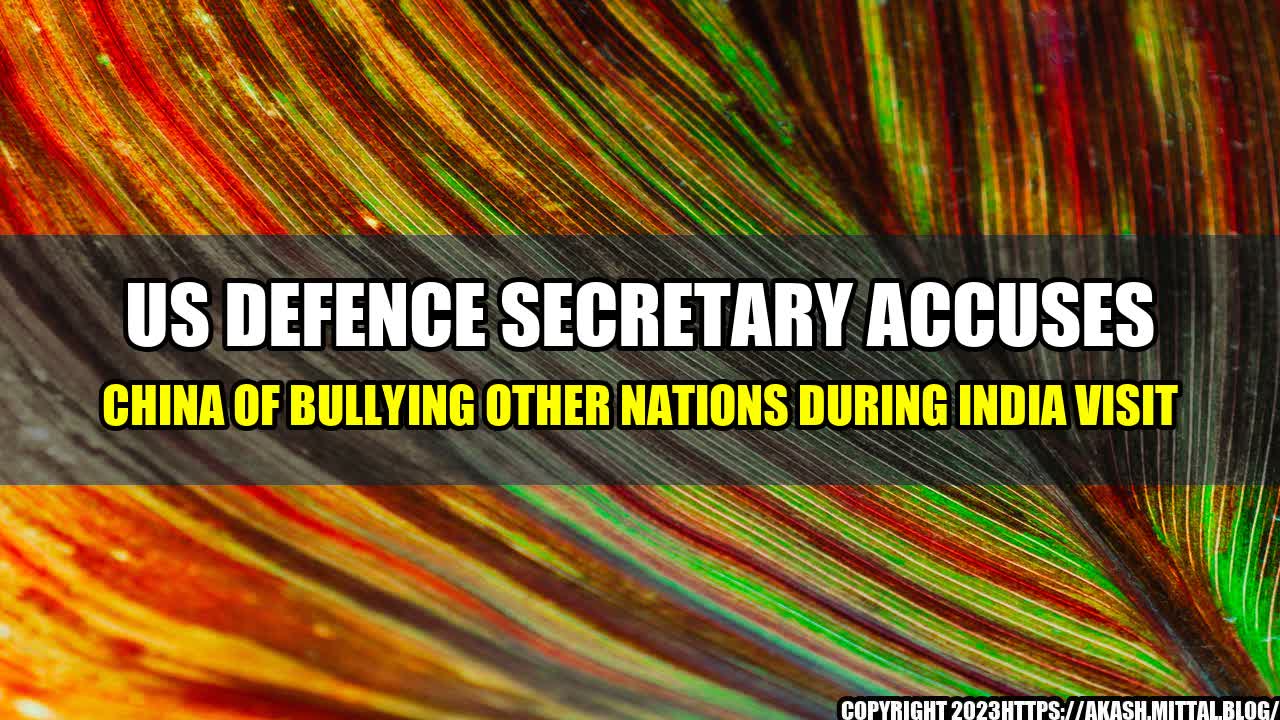 US DEFENCE SECRETARY ACCUSES
CHINA OF BULLYING OTHER NATIONS DURING INDIA VISIT
COPYRIGHT 2023HTTPS://AKASH.MITTAL.BLOG/